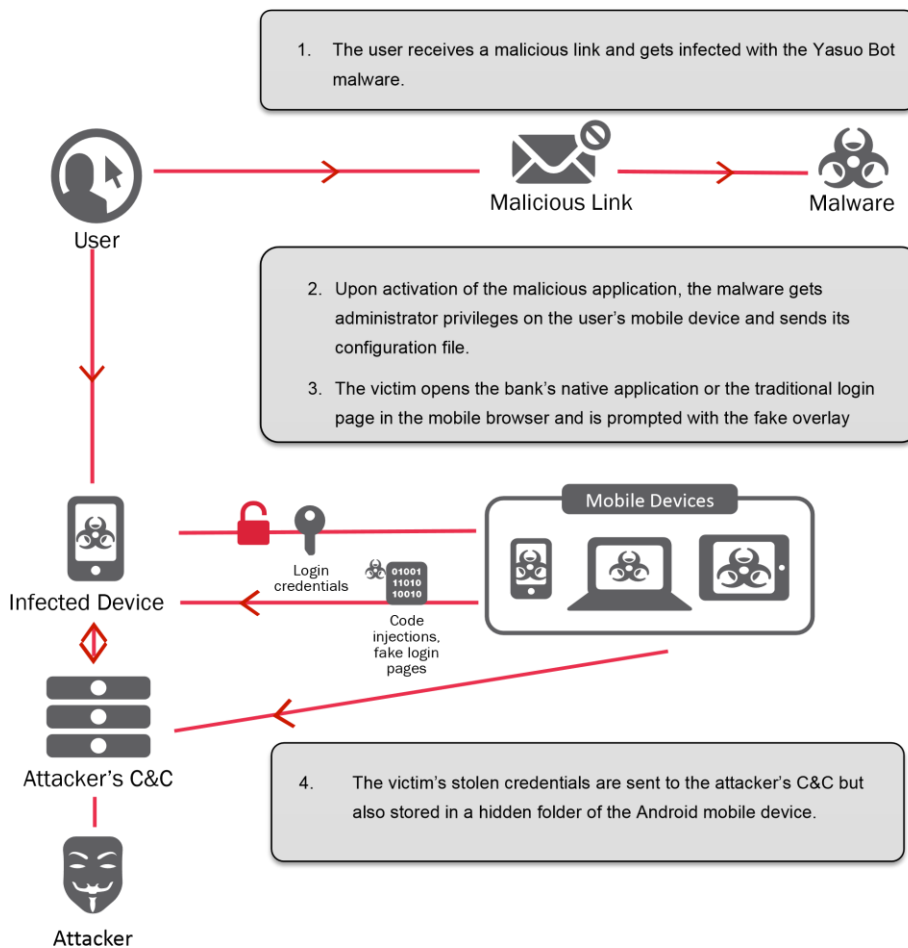 1. The user receives a malicious link and gets infected with the Yasuo Bot
malware.
User
Malicious Link
Malware
2. Upon activation of the malicious application, the malware gets
administrator privileges on the user's mobile device and sends its
configuration file.
3. The victim opens the bank's native application or the traditional login
page in the mobile browser and is prompted with the fake overlay
Mobile Devices
Infected Device
Login
credentials
01001
11010
10010
Code
injections,
fake login
pages
Attacker's C&C
4. The victim's stolen credentials are sent to the attacker's C&C but
also stored in a hidden folder of the Android mobile device.
Attacker